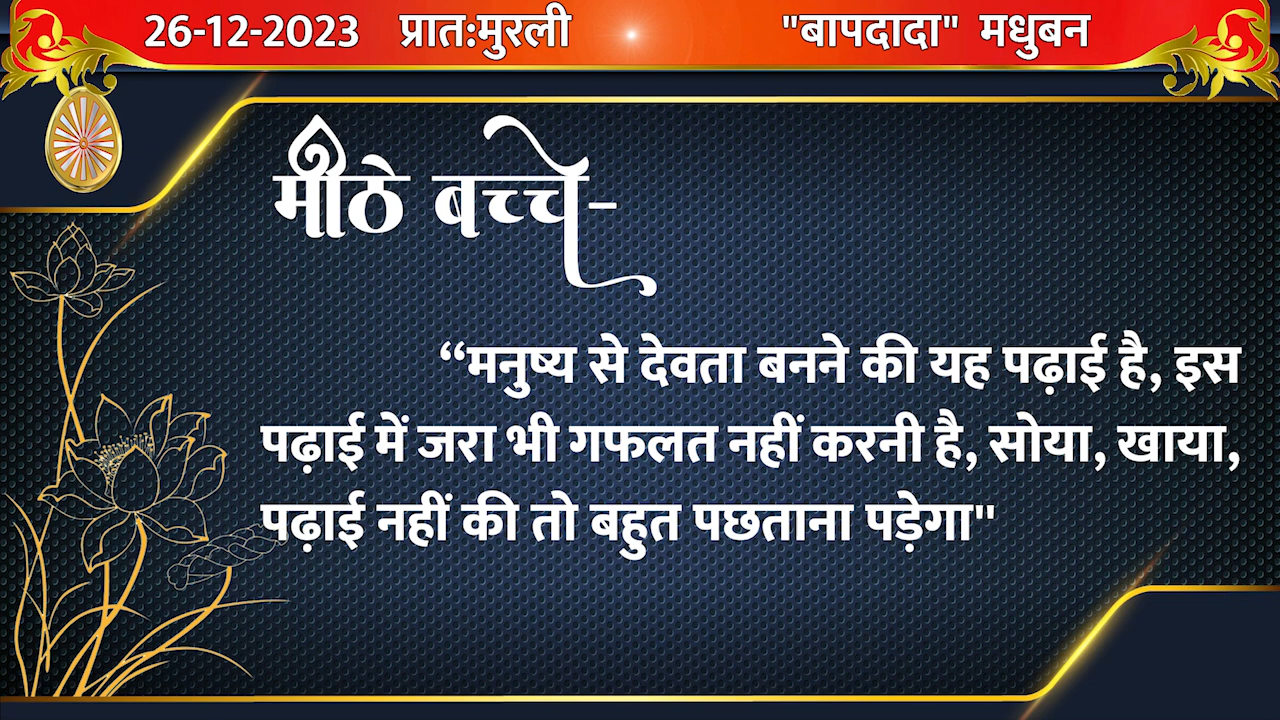 26-12-2023 प्रात:मुरली "बापदादा" मधुबन
मीठे बच्चे-
“मनुष्य से देवता बनने की यह पढ़ाई है, इस
पढ़ाई में जरा भी गफलत नहीं करनी है, सोया, खाया,
पढ़ाई नहीं की तो बहुत पछताना पड़ेगा"